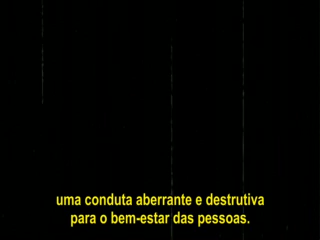 uma conduta aberrante e destrutiva
para o bem-estar das pessoas.